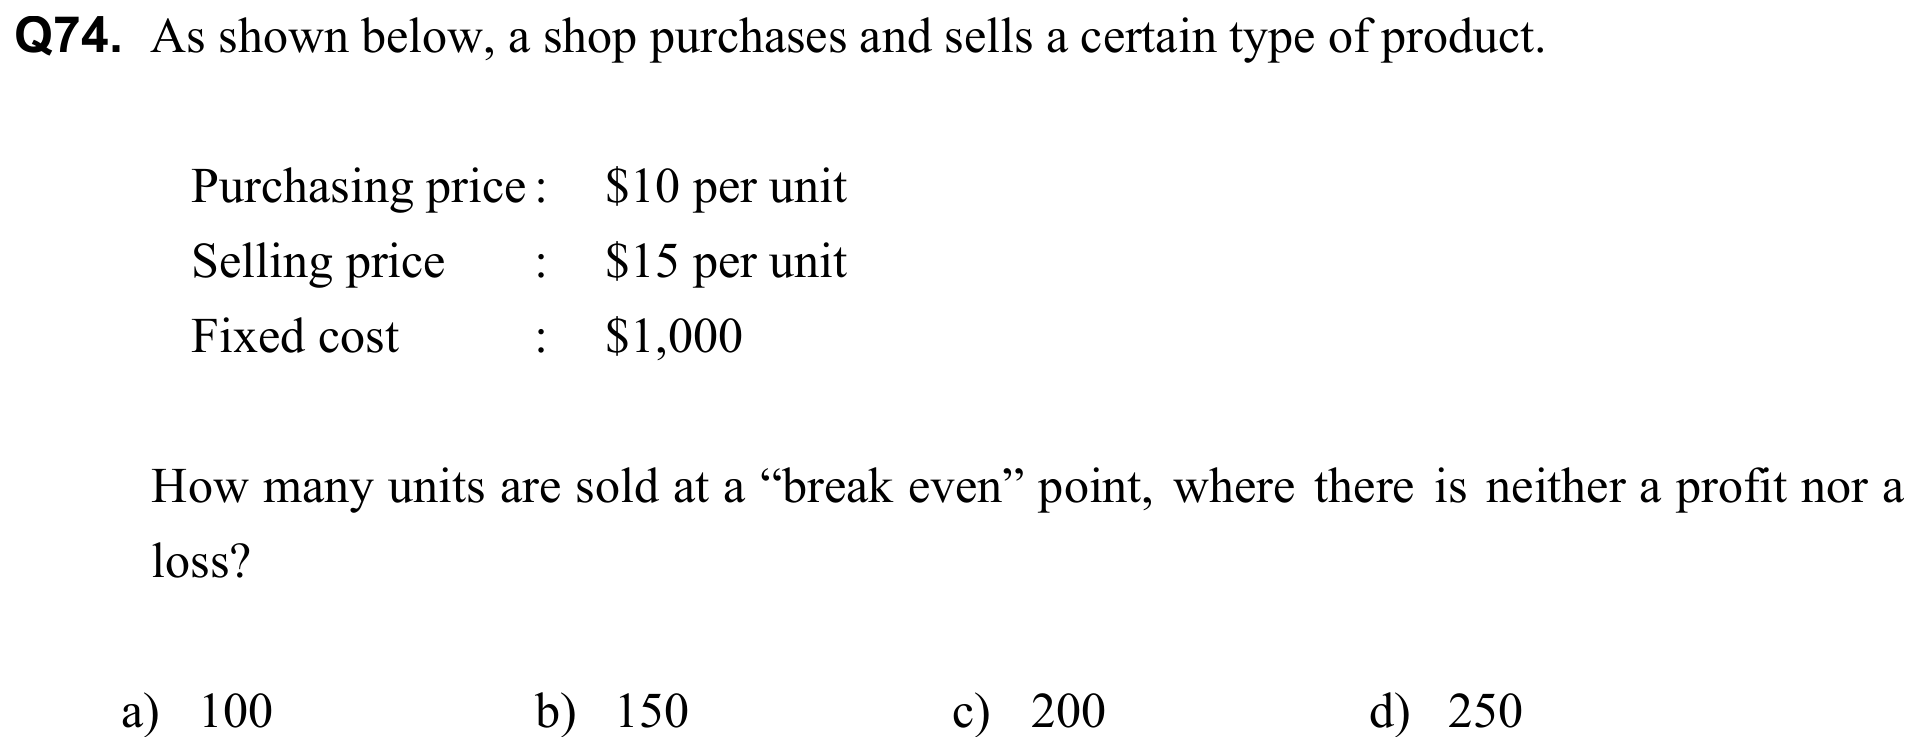 Q74. As shown below, a shop purchases and sells a certain type of product.
Purchasing price : $10 per unit
Selling price : $15 per unit
Fixed cost : $1,000
How many units are sold at a “break even” point, where there is neither a profit nor a
loss?
a) 100 b) 150 c) 200 d) 250